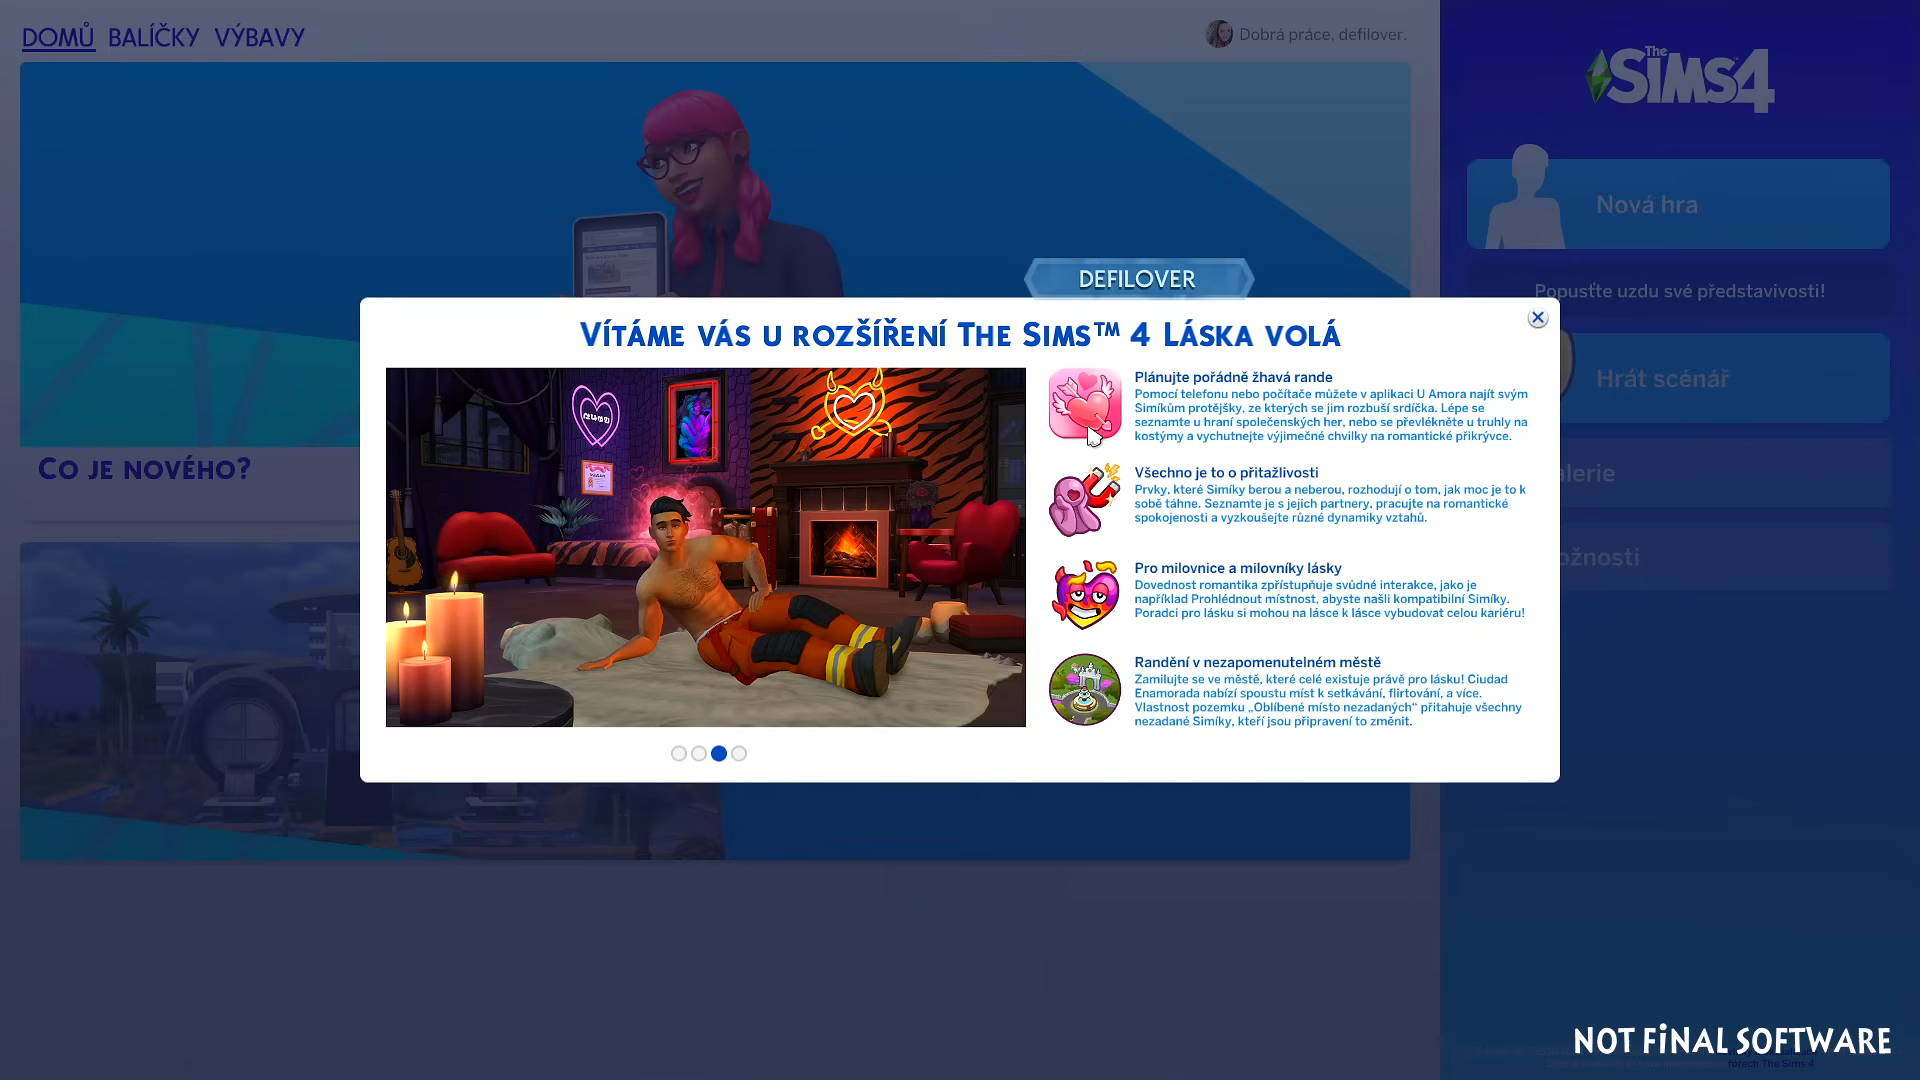 DOMŮ BALÍČKY VÝBAVY
Dobrá práce, defilover.
The SIMS 4
Nová hra
DEFILOVER
Popusťte uzdu své představivosti!
VÍTÁME VÁS U ROZŠÍŘENÍ THE SIMS™ 4 LÁSKA VOLÁ
Hrát scénář
Plánujte pořádně žhavá rande
Pomocí telefonu nebo počítače můžete v aplikaci U Amora najít svým
Simíkům protějšky, ze kterých se jim rozbuší srdíčka. Lépe se
seznamte u hraní společenských her, nebo se převlékněte u truhly na
kostýmy a vychutnejte výjimečné chvilky na romantické přikrývce.
CO JE NOVÉHO?
Všechno je to o přitažlivosti
Prvky, které Simíky berou a neberou, rozhodují o tom, jak moc je to k
sobě táhne. Seznamte je s jejich partnery, pracujte na romantické
spokojenosti a vyzkoušejte různé dynamiky vztahů.
alerie
ožnosti
Pro milovnice a milovníky lásky
Dovednost romantika zpřístupňuje svůdné interakce, jako je
například Prohlédnout místnost, abyste našli kompatibilní Simíky.
Poradci pro lásku si mohou na lásce k lásce vybudovat celou kariéru!
Randění v nezapomenutelném městě
Zamilujte se ve městě, které celé existuje právě pro lásku! Ciudad
Enamorada nabízí spoustu míst k setkávání, flirtování, a více.
Vlastnost pozemku „Oblíbené místo nezadaných“ přitahuje všechny
nezadané Simíky, kteří jsou připravení to změnit.
NOT FINAL SOFTWARE
fórech The Sims 4